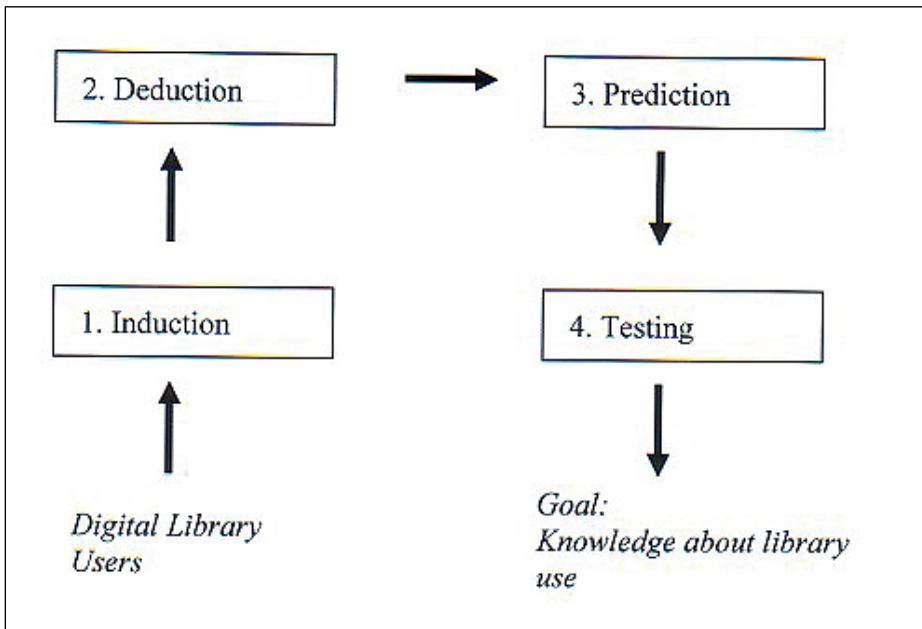 2. Deduction
3. Prediction
1. Induction
4. Testing
Digital Library
Users
Goal:
Knowledge about library
use